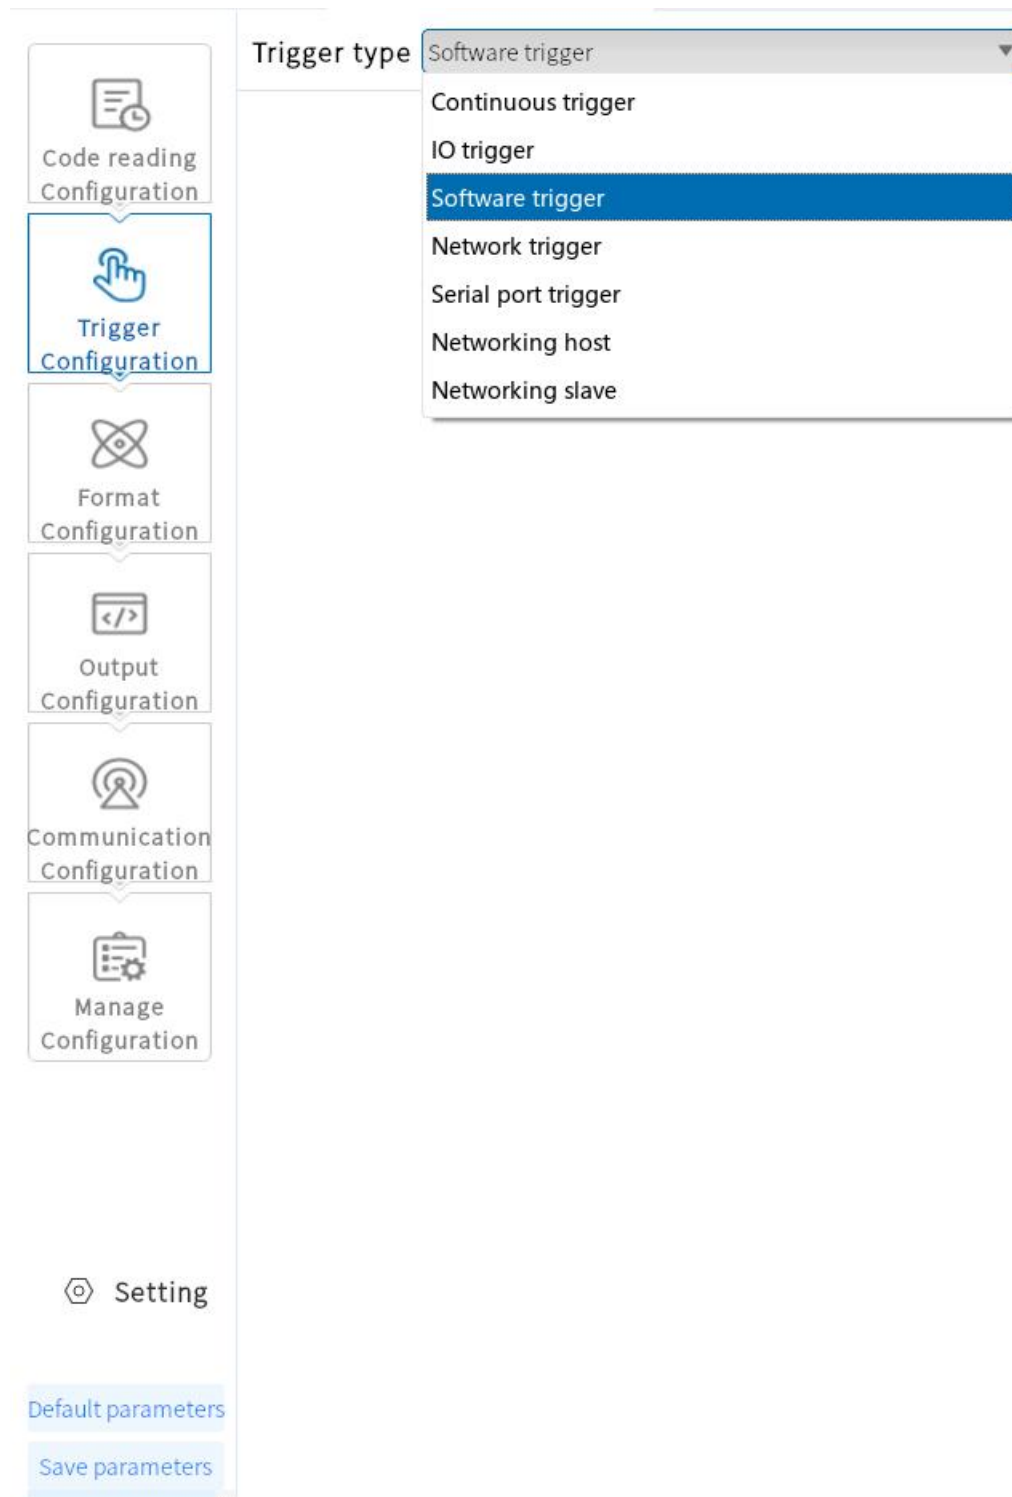 Trigger type
Software trigger
Continuous trigger
IO trigger
Software trigger
Network trigger
Serial port trigger
Networking host
Networking slave
Code reading
Configuration
Trigger
Configuration
Format
Configuration
</>
Output
Configuration
Communication
Configuration
Manage
Configuration
Setting
Default parameters
Save parameters